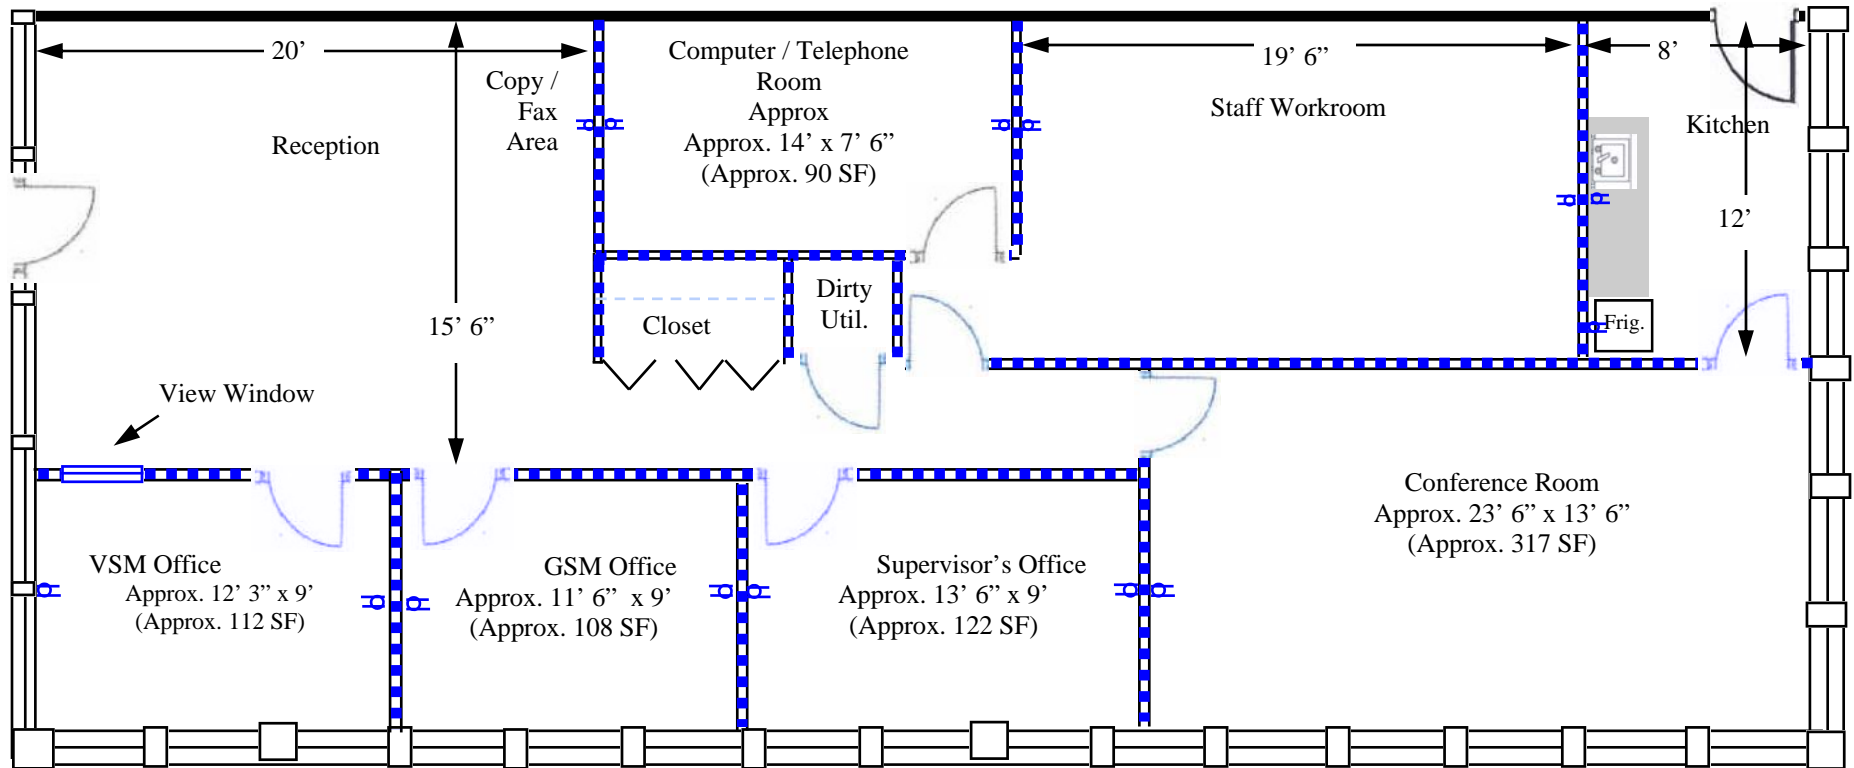 20’
Computer / Telephone
Room
Approx
Approx. 14’ x 7’ 6”
(Approx. 90 SF)
19’ 6”
8’
Copy /
Fax
Area
Reception
Staff Workroom
Kitchen
12’
Dirty
Util.
Closet
15’ 6”
Frig.
View Window
VSM Office
Approx. 12’ 3” x 9’
(Approx. 112 SF)
GSM Office
Approx. 11’ 6” x 9’
(Approx. 108 SF)
Supervisor’s Office
Approx. 13’ 6” x 9’
(Approx. 122 SF)
Conference Room
Approx. 23’ 6” x 13’ 6”
(Approx. 317 SF)